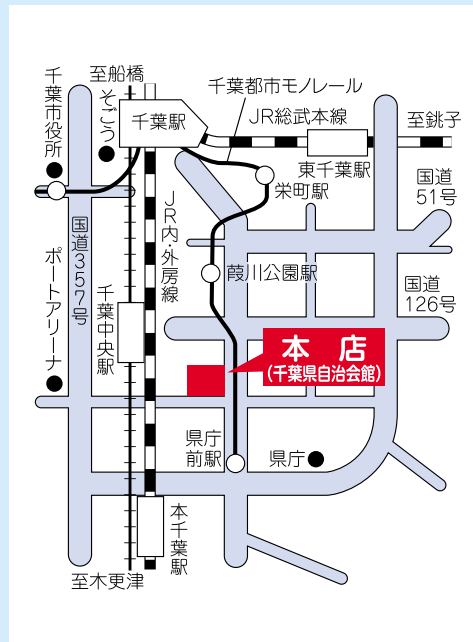 至船橋
千葉市役所
そごう
千葉駅
千葉都市モノレール
JR総武本線
至銚子
東千葉駅
栄町駅
国道
51号
JR内・外房線
国道357号
葭川公園駅
ポートアリーナ
千葉中央駅
国道
126号
本店
(千葉県自治会館)
県庁
前駅
県庁
本千葉駅
至木更津